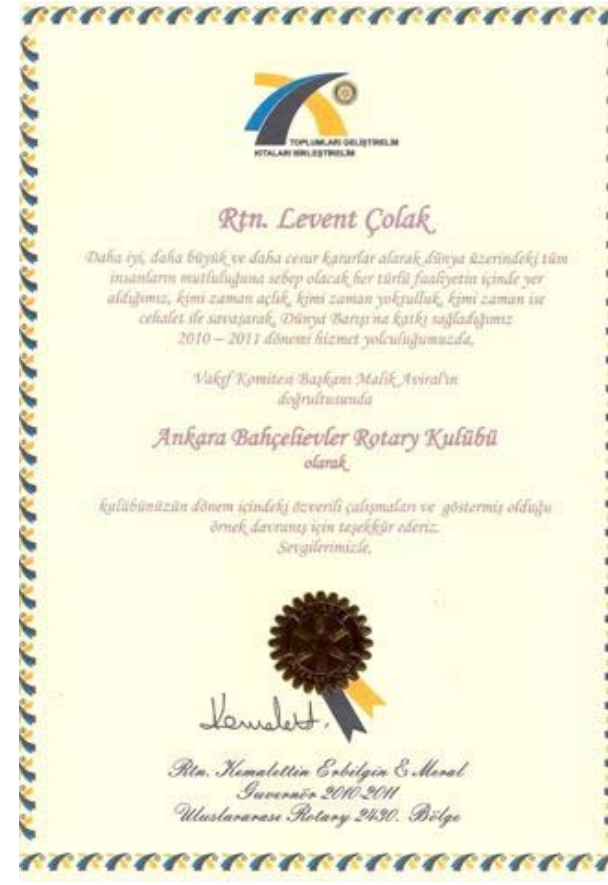 TOPLUMLARI GELİŞTİRELİM
KITALARI BİRLEŞTİRELİM
Rtn. Levent Çolak
Daha iyi, daha büyük ve daha cesur kararlar alarak dünya üzerindeki tüm
insanların mutluluğuna sebep olacak her türlü faaliyetin içinde yer
aldığımız, kimi zaman açlık, kimi zaman yoksulluk, kimi zaman ise
cehalet ile savaşarak, Dünya Barışı'na katkı sağladığımız
2010 – 2011 dönemi hizmet yolculuğumuzda,
Vakıf Komitesi Başkanı Malik Aviral'ın
doğrultusunda
Ankara Bahçelievler Rotary Kulübü
olarak
kulübünüzün dönem içindeki özverili çalışmaları ve göstermiş olduğu
örnek davranış için teşekkür ederiz.
Sevgilerimizle,
Rtn. Kemalettin Erbilgin & Meral
Guvernör 2010-2011
Uluslararası Rotary 2430. Bölge